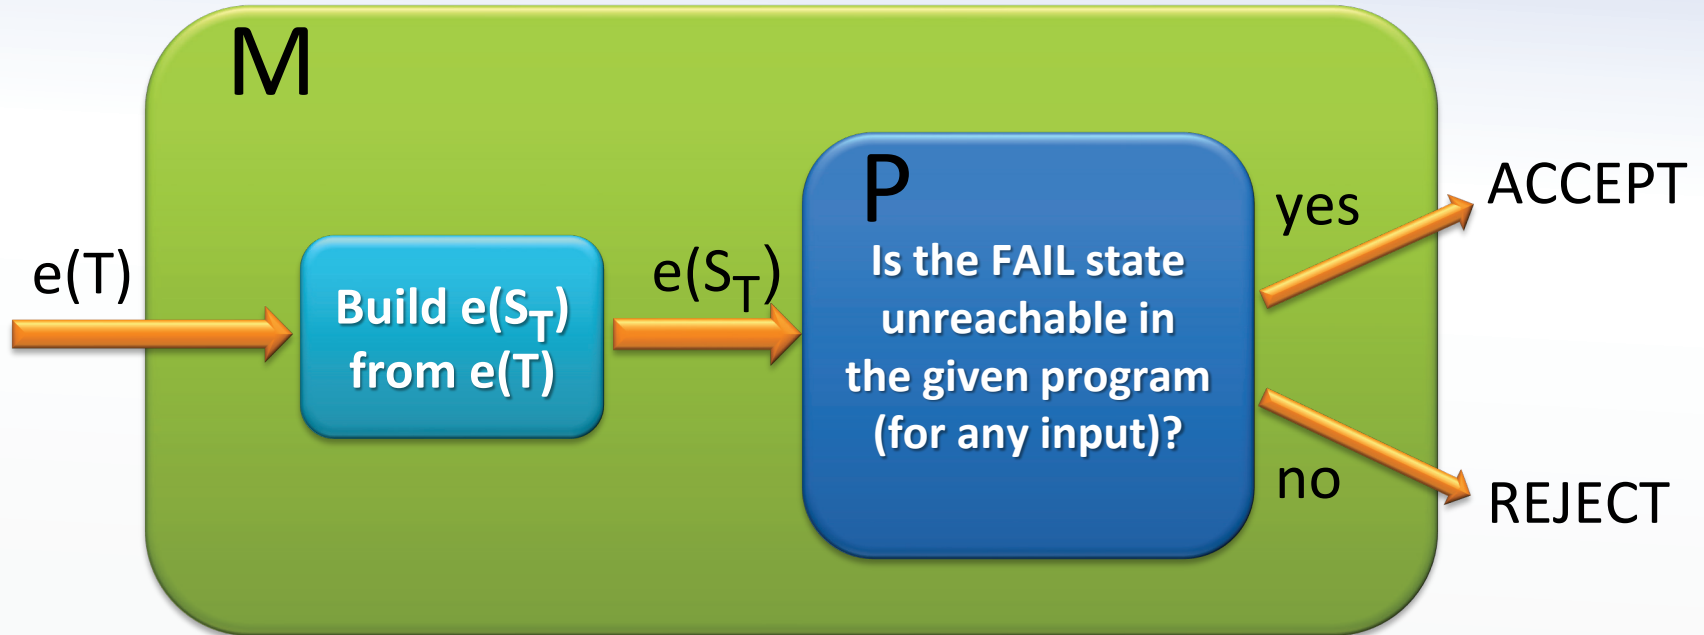 M
e(T)
Build e(S_T)
from e(T)
e(S_T)
P
Is the FAIL state
unreachable in
the given program
(for any input)?
yes
ACCEPT
no
REJECT